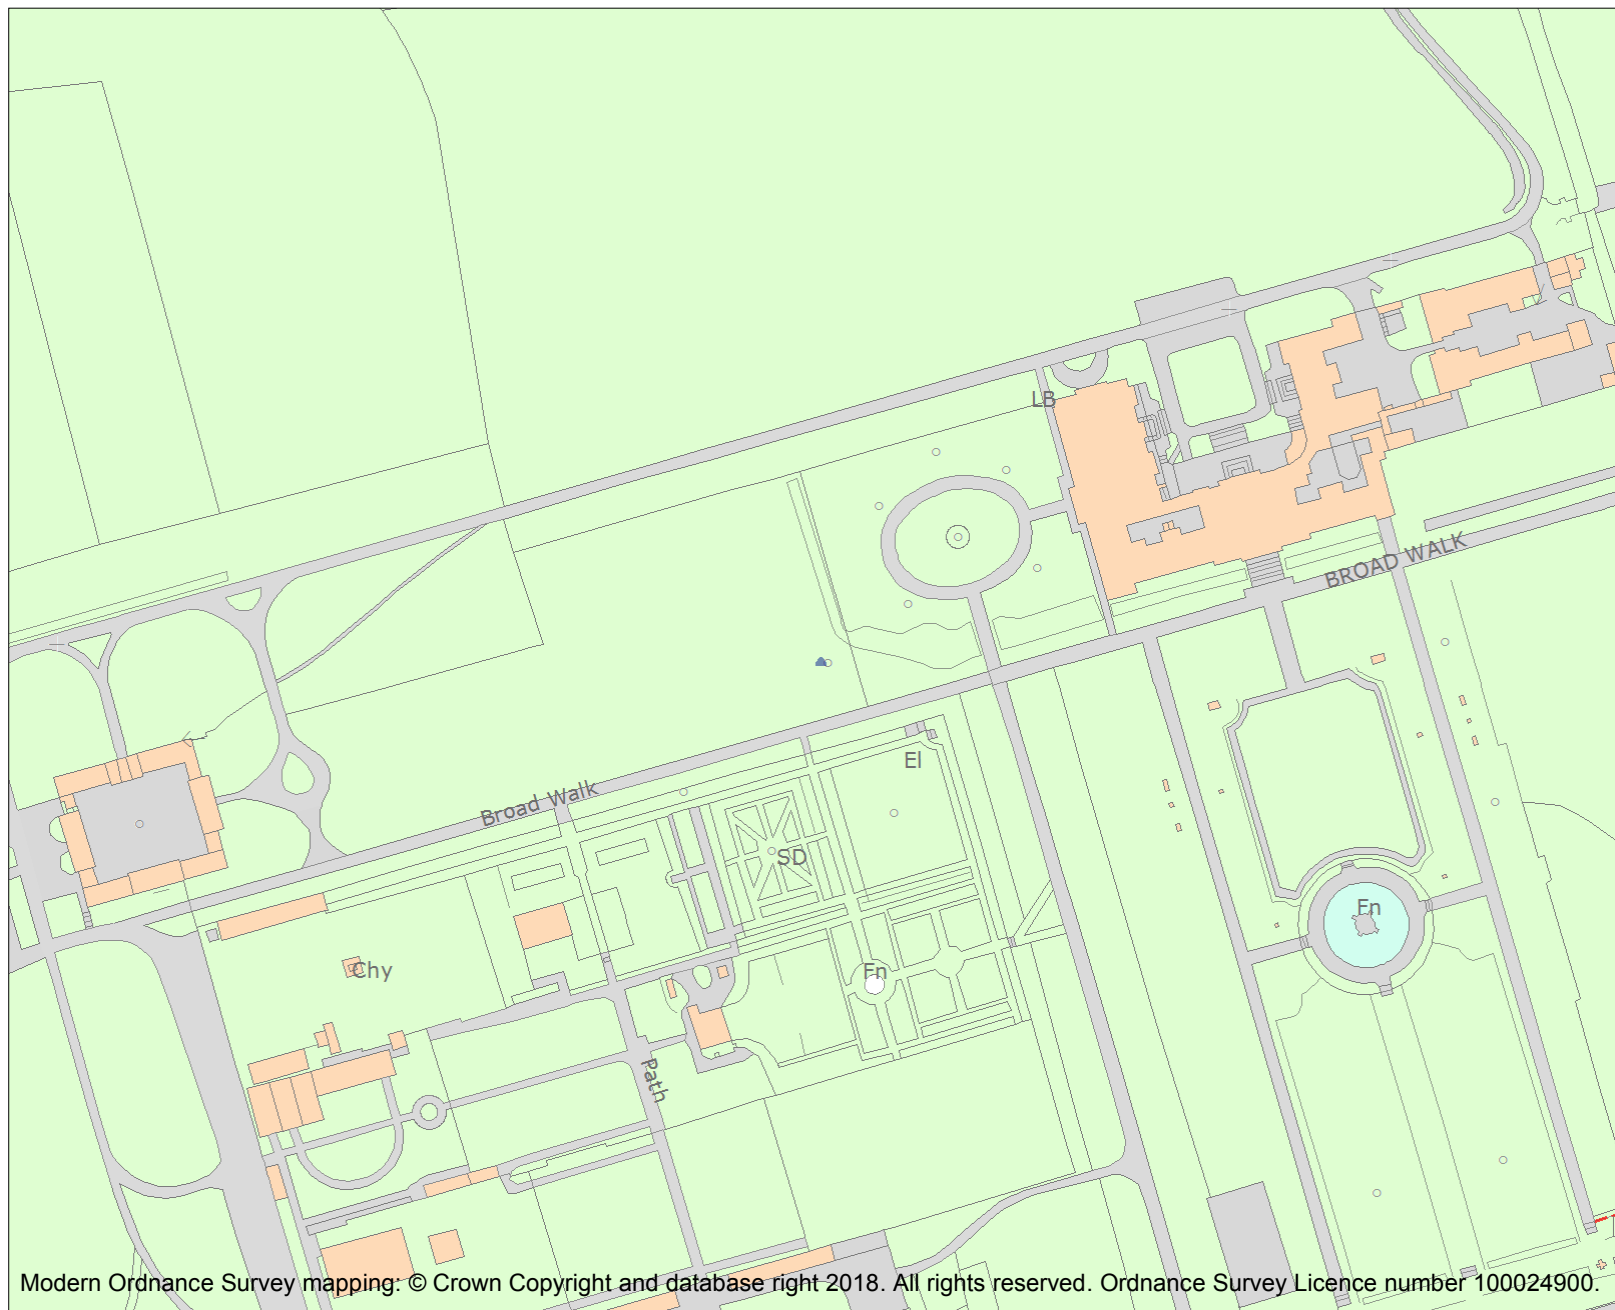 LB
BROAD WALK
El
Broad Walk
SD
Fn
Chy
Fn
Path
Modern Ordnance Survey mapping: © Crown Copyright and database right 2018. All rights reserved. Ordnance Survey Licence number 100024900.